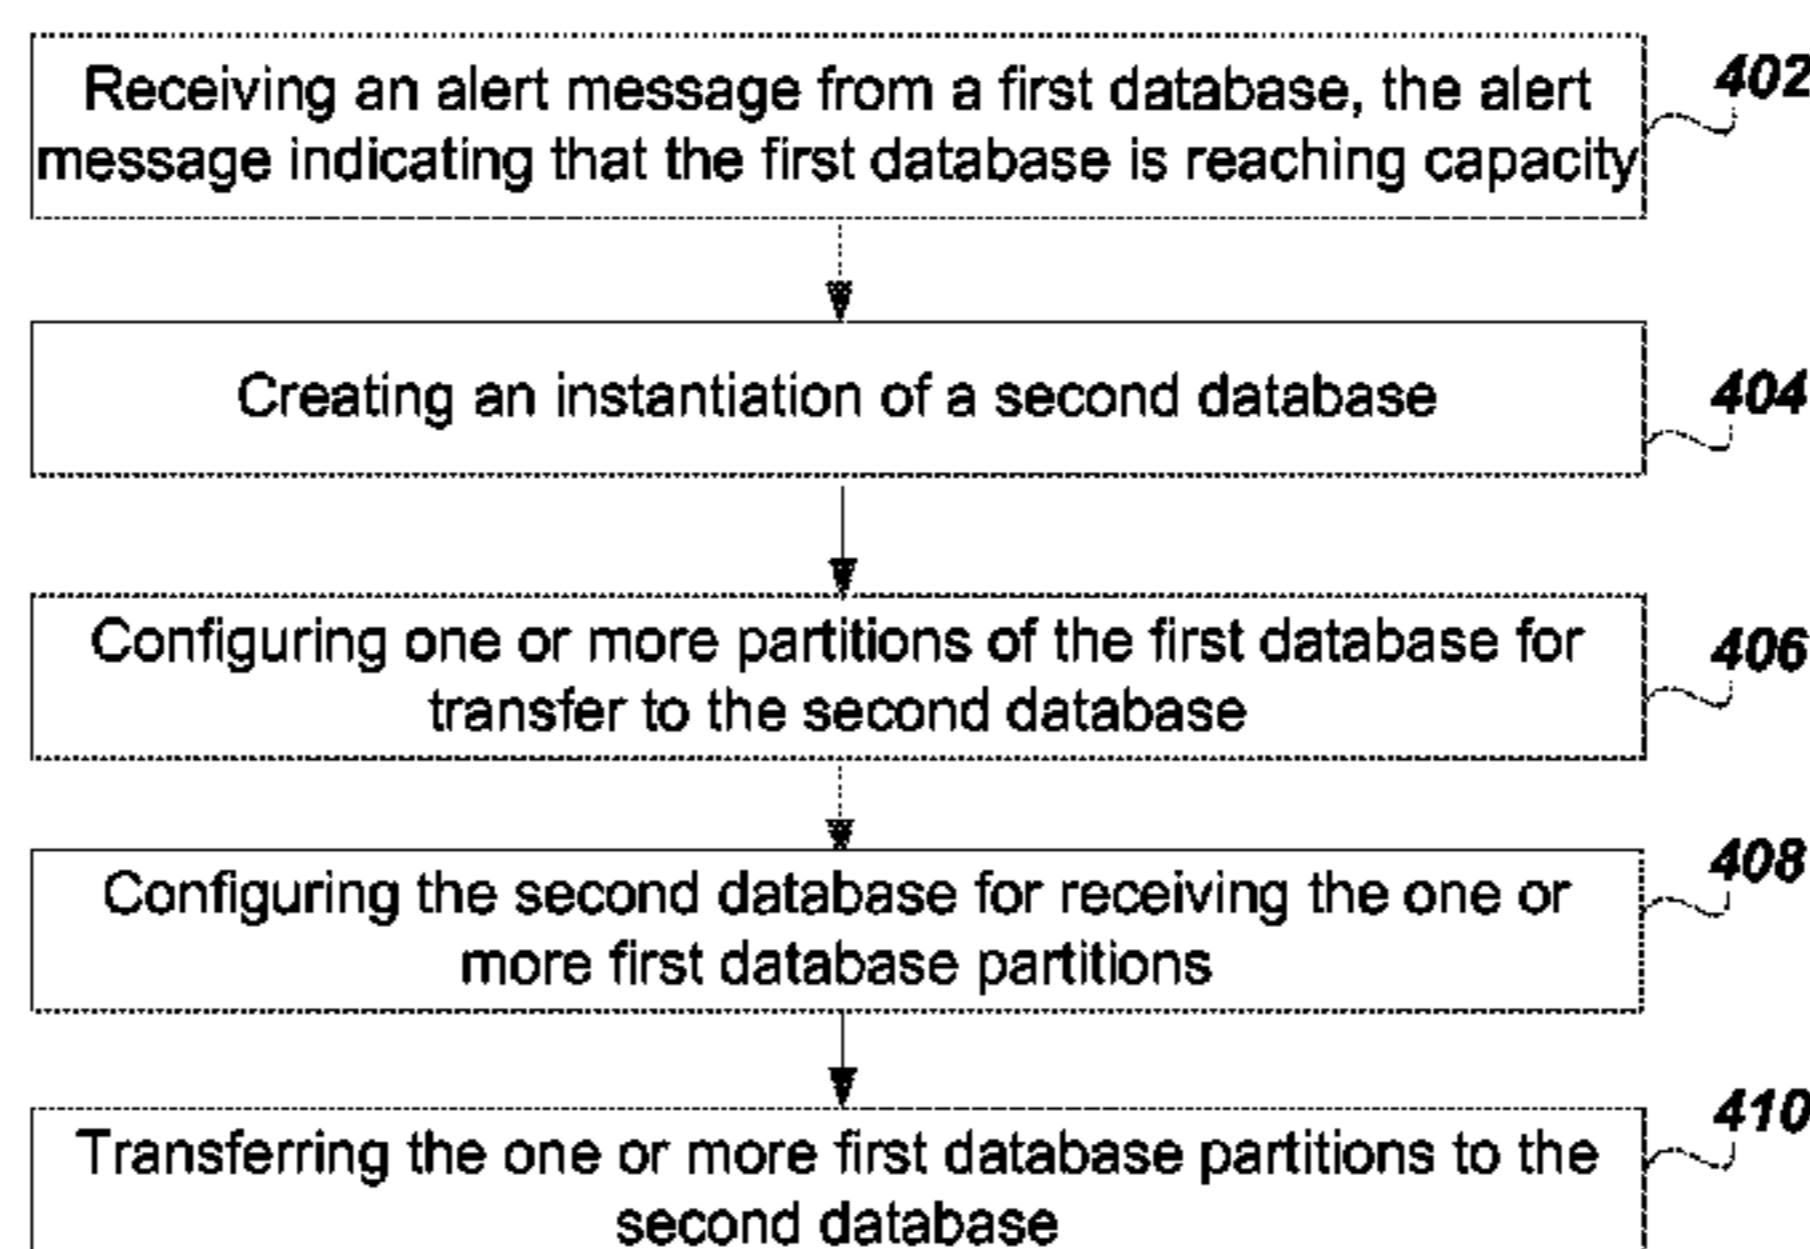 Receiving an alert message from a first database, the alert
message indicating that the first database is reaching capacity
402
Creating an instantiation of a second database
404
Configuring one or more partitions of the first database for
transfer to the second database
406
Configuring the second database for receiving the one or
more first database partitions
408
Transferring the one or more first database partitions to the
second database
410